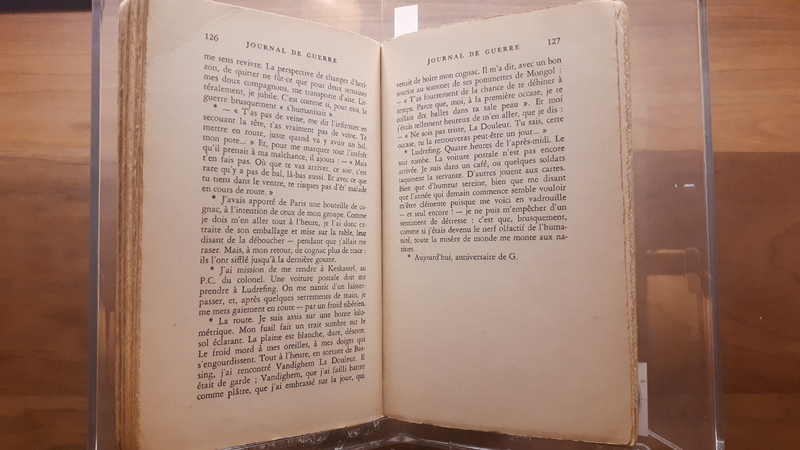 126
JOURNAL DE GUERRE
me sens revivre. La perspective de changer d'hori-
zon, de quitter ne fût-ce que pour deux semaines
mes doux compagnons, me transporte d'aise. Lit-
téralement, je jubile. C'est comme si, pour moi, la
guerre brusquement « s'humanisait ».
* — « T'as pas de veine, me dit l'infirmier en
secouant la tête, t'as vraiment pas de veine. Te
mettre en route, juste quand va y avoir un bal,
mon pote... » Et, pour me marquer tout l'intérêt
qu'il prenait à ma malchance, il ajouta : — « Mais
t'en fais pas. Où que te vas arriver, ce soir, c'est
rare qu'y a pas de bal, là-bas aussi. Et avec ce que
tu tiens dans le ventre, te risques pas d'êt' malade
en cours de route. »
* J'avais apporté de Paris une bouteille de co-
gnac, à l'intention de ceux de mon groupe. Comme
je dois m'en aller tout à l'heure, je l'ai donc ex-
traite de son emballage et mise sur la table, leur
disant de la déboucher — pendant que j'allais me
raser. Mais, à mon retour, de cognac plus de trace :
ils l'ont sifflé jusqu'à la dernière goutte.
* J'ai mission de me rendre à Keskastel, au
P.C. du colonel. Une voiture postale doit me
prendre à Ludrefing. On me nantit d'un laissez-
passer, et, après quelques serrements de main, je
me mets gaiement en route — par un froid sibérien.
* La route. Je suis assis sur une borne kilo-
métrique. Mon fusil fait un trait sombre sur le
sol éclatant. La plaine est blanche, dure, déserte.
Le froid mord à mes oreilles, à mes doigts qui
s'engourdissent. Tout à l'heure, en sortant de Bas-
sing, j'ai rencontré Vandighem La Douleur. Il
était de garde ; Vandighem, que j'ai failli battre
comme plâtre, que j'ai embrassé sur la joue, qui
JOURNAL DE GUERRE
127
venait de boire mon cognac. Il m'a dit, avec un bon
sourire au sommet de ses pommettes de Mongol :
— « T'as fourrement de la chance de te débiner à
temps. Parce que, moi, à la première occase, je te
collais dix balles dans ta sale peau ». Et moi
j'étais tellement heureux de m'en aller, que je dis :
— « Ne sois pas triste, La Douleur. Tu sais, cette
occase, tu la retrouveras peut-être un jour... »
* Ludrefing. Quatre heures de l'après-midi. Le
soir tombe. La voiture postale n'est pas encore
arrivée. Je suis dans un café, où quelques soldats
taquinent la servante. D'autres jouent aux cartes.
Bien que d'humeur sereine, bien que me disant
que l'année qui demain commence semble vouloir
m'être clémente puisque me voici en vadrouille
— et seul encore ! — je ne puis m'empêcher d'un
sentiment de détresse : c'est que, brusquement,
comme si j'étais devenu le nerf olfactif de l'huma-
nité, toute la misère du monde me monte aux na-
rines.
* Aujourd'hui, anniversaire de G.